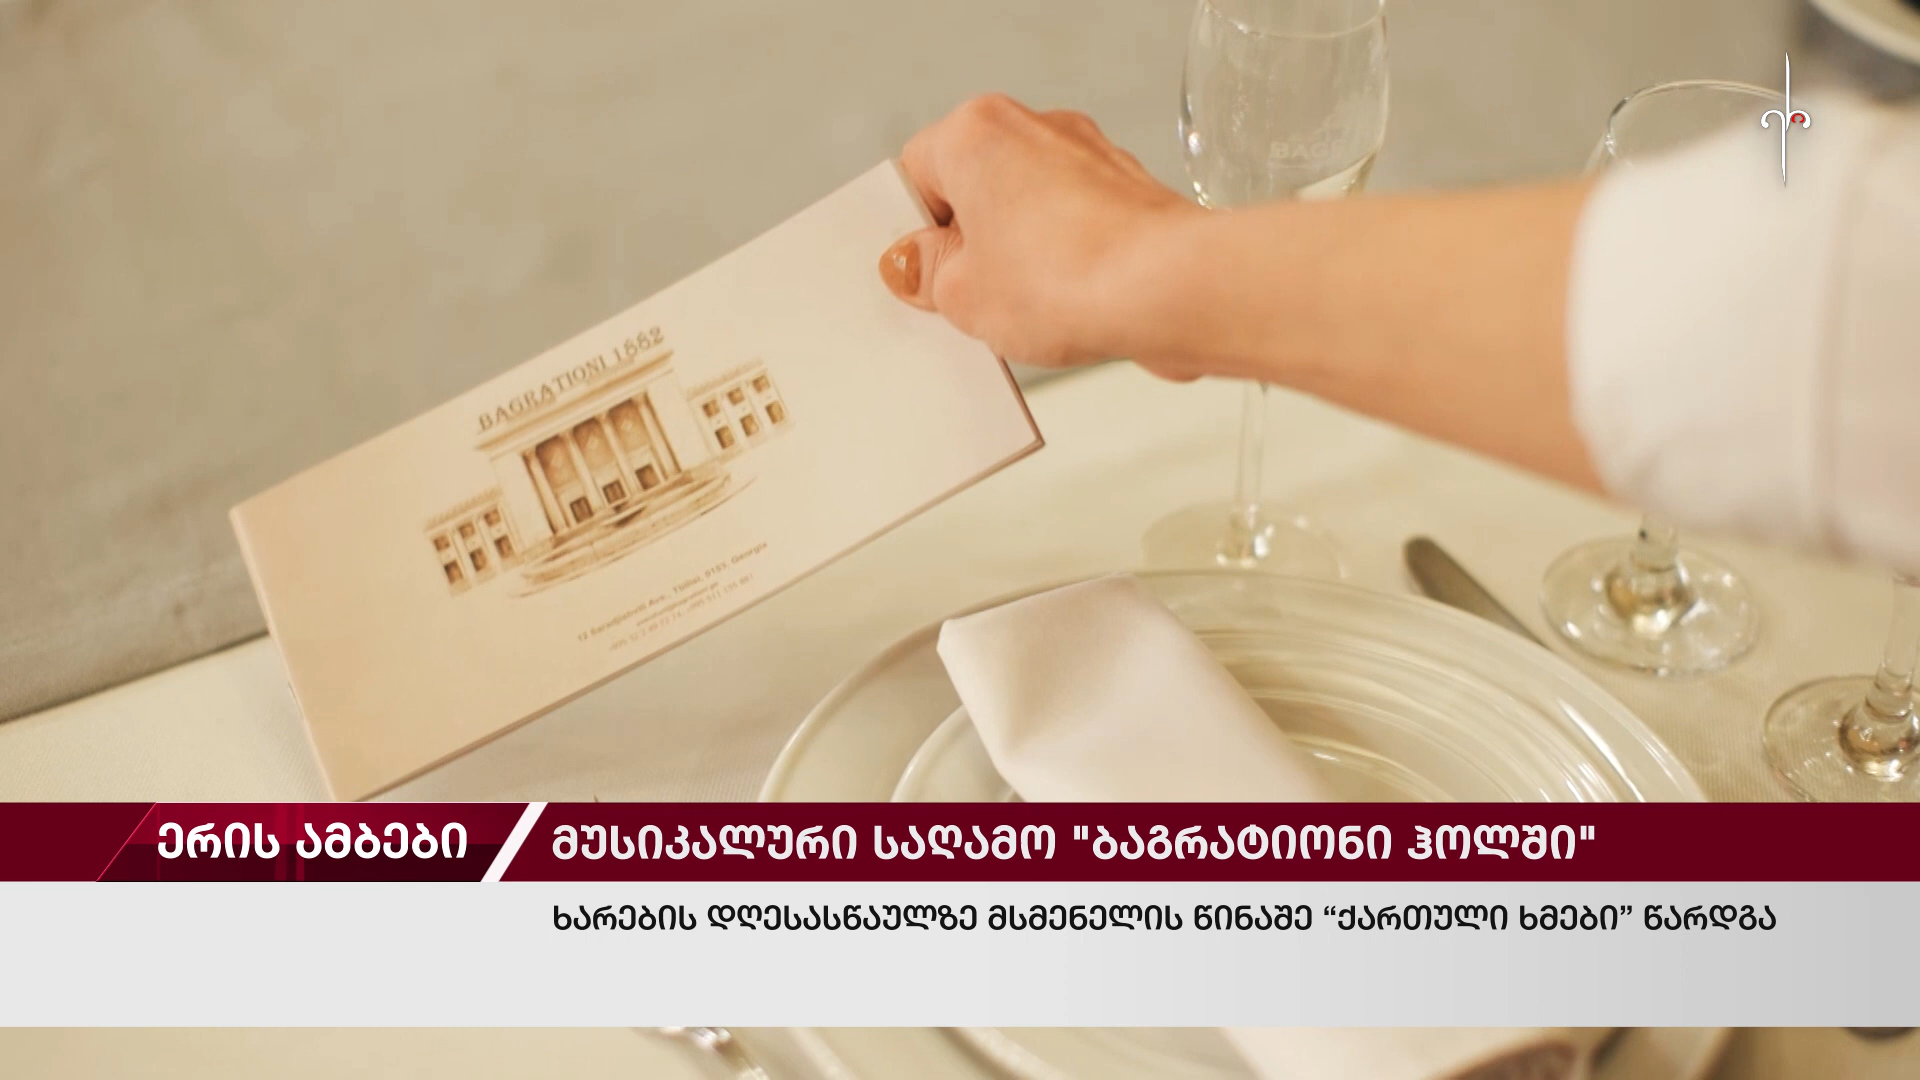 BAGRATIONI 1882
ერის ამბები
მუსიკალური საღამო "ბაგრატიონი ჰოლში"
ხარების დღესასწაულზე მსმენელის წინაშე “ქართული ხმები” წარდგა